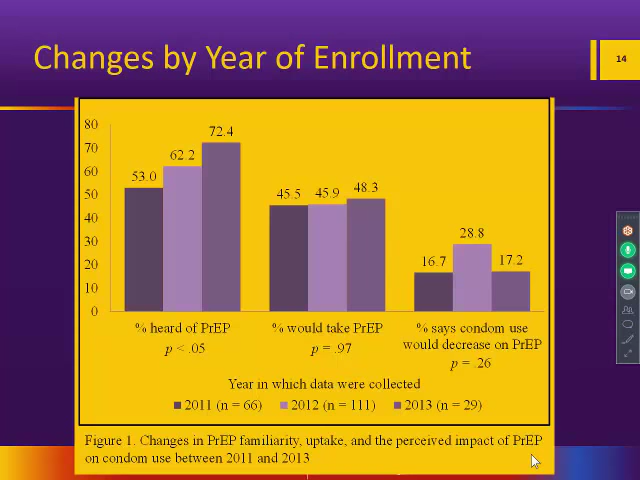 Changes by Year of Enrollment
14
80
70
60
50
40
30
20
10
0
53.0
62.2
72.4
45.5
45.9
48.3
16.7
28.8
17.2
% heard of PrEP
p < .05
% would take PrEP
p = .97
% says condom use
would decrease on PrEP
p = .26
Year in which data were collected
2011 (n = 66)
2012 (n = 111)
2013 (n = 29)
Figure 1. Changes in PrEP familiarity, uptake, and the perceived impact of PrEP
on condom use between 2011 and 2013